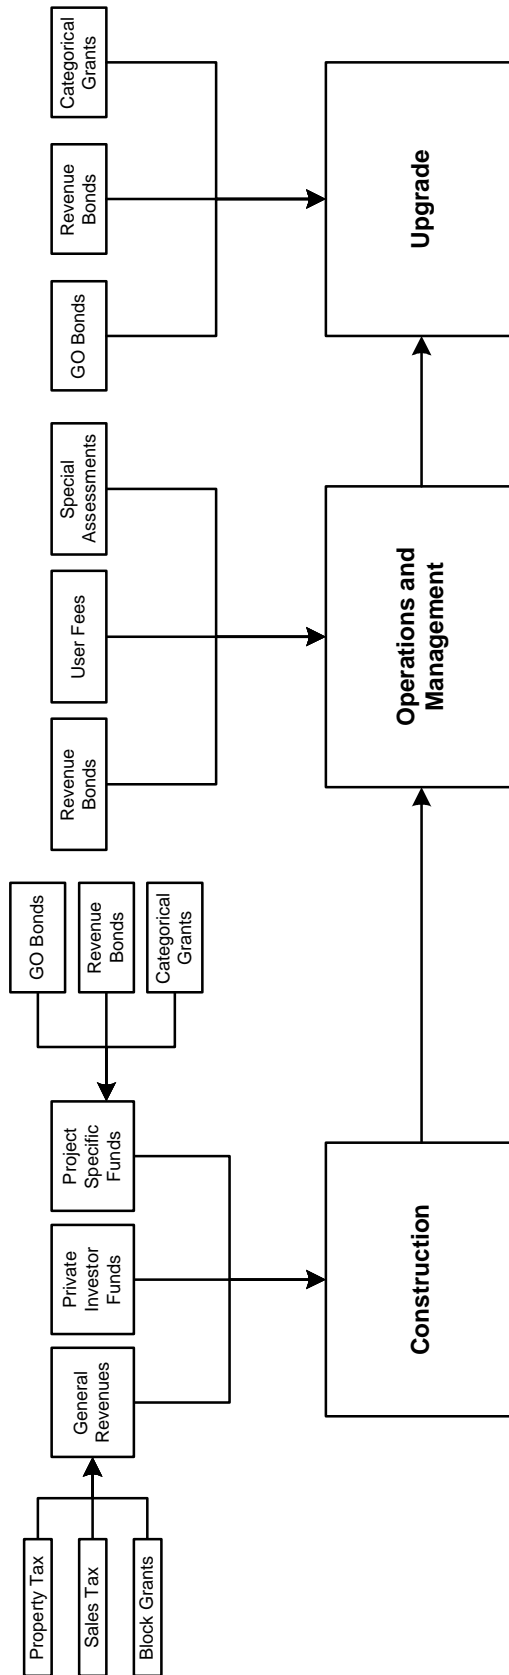 Property Tax
Sales Tax
Block Grants
General
Revenues
Private
Investor
Funds
Project
Specific
Funds
GO Bonds
Revenue
Bonds
Categorical
Grants
Revenue
Bonds
User Fees
Special
Assessments
GO Bonds
Revenue
Bonds
Categorical
Grants
Construction
Operations and
Management
Upgrade